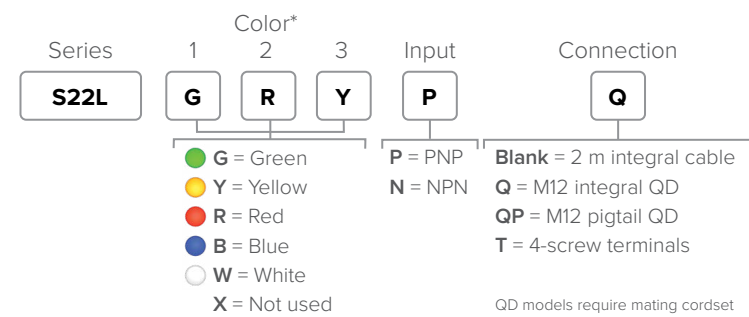 Color*
Series 1 2 3 Input Connection
S22L G R Y P Q
G = Green
Y = Yellow
R = Red
B = Blue
W = White
X = Not used
P = PNP
N = NPN
Blank = 2 m integral cable
Q = M12 integral QD
QP = M12 pigtail QD
T = 4-screw terminals
QD models require mating cordset